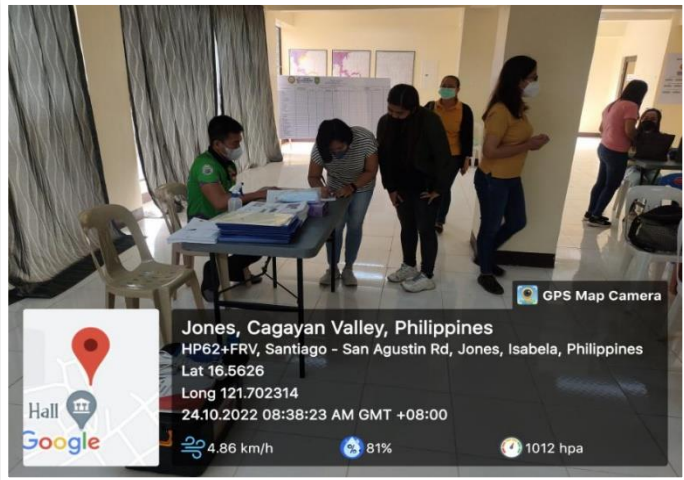 GPS Map Camera
Jones, Cagayan Valley, Philippines
HP62+FRV, Santiago - San Agustin Rd, Jones, Isabela, Philippines
Lat 16.5626
Long 121.702314
24.10.2022 08:38:23 AM GMT +08:00
4.86 km/h
81%
1012 hpa
Hall
Google